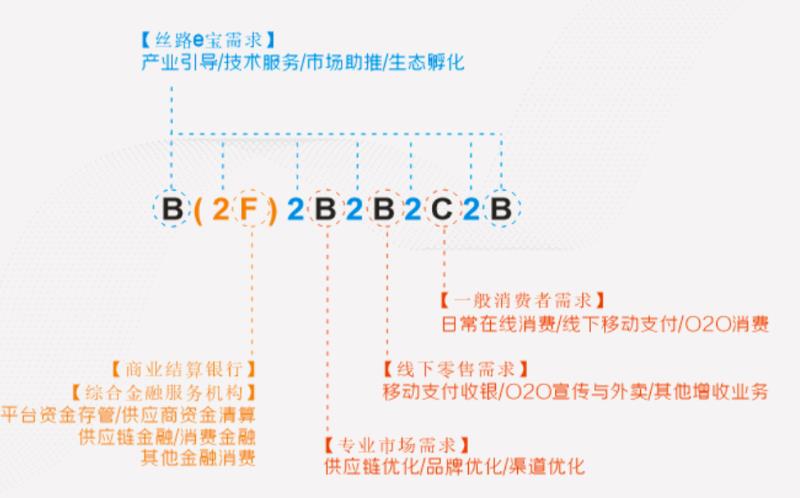 【丝路e宝需求】
产业引导/技术服务/市场助推/生态孵化
B(2F)2B2B2C2B
【一般消费者需求】
日常在线消费/线下移动支付/O2O消费
【商业结算银行】
【综合金融服务机构】
平台资金存管/供应商资金清算
供应链金融/消费金融
其他金融消费
【线下零售需求】
移动支付收银/O2O宣传与外卖/其他增收业务
【专业市场需求】
供应链优化/品牌优化/渠道优化